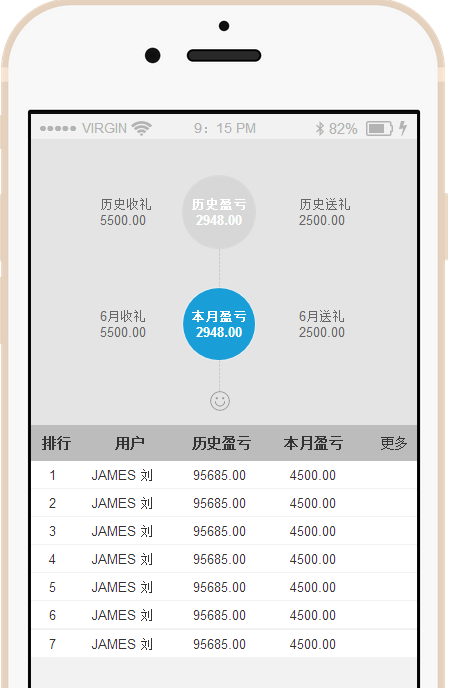 VIRGIN 9：15 PM 82%
历史收礼 历史盈亏 历史送礼
5500.00 2948.00 2500.00
6月收礼 本月盈亏 6月送礼
5500.00 2948.00 2500.00
排行 用户 历史盈亏 本月盈亏 更多
1 JAMES 刘 95685.00 4500.00
2 JAMES 刘 95685.00 4500.00
3 JAMES 刘 95685.00 4500.00
4 JAMES 刘 95685.00 4500.00
5 JAMES 刘 95685.00 4500.00
6 JAMES 刘 95685.00 4500.00
7 JAMES 刘 95685.00 4500.00